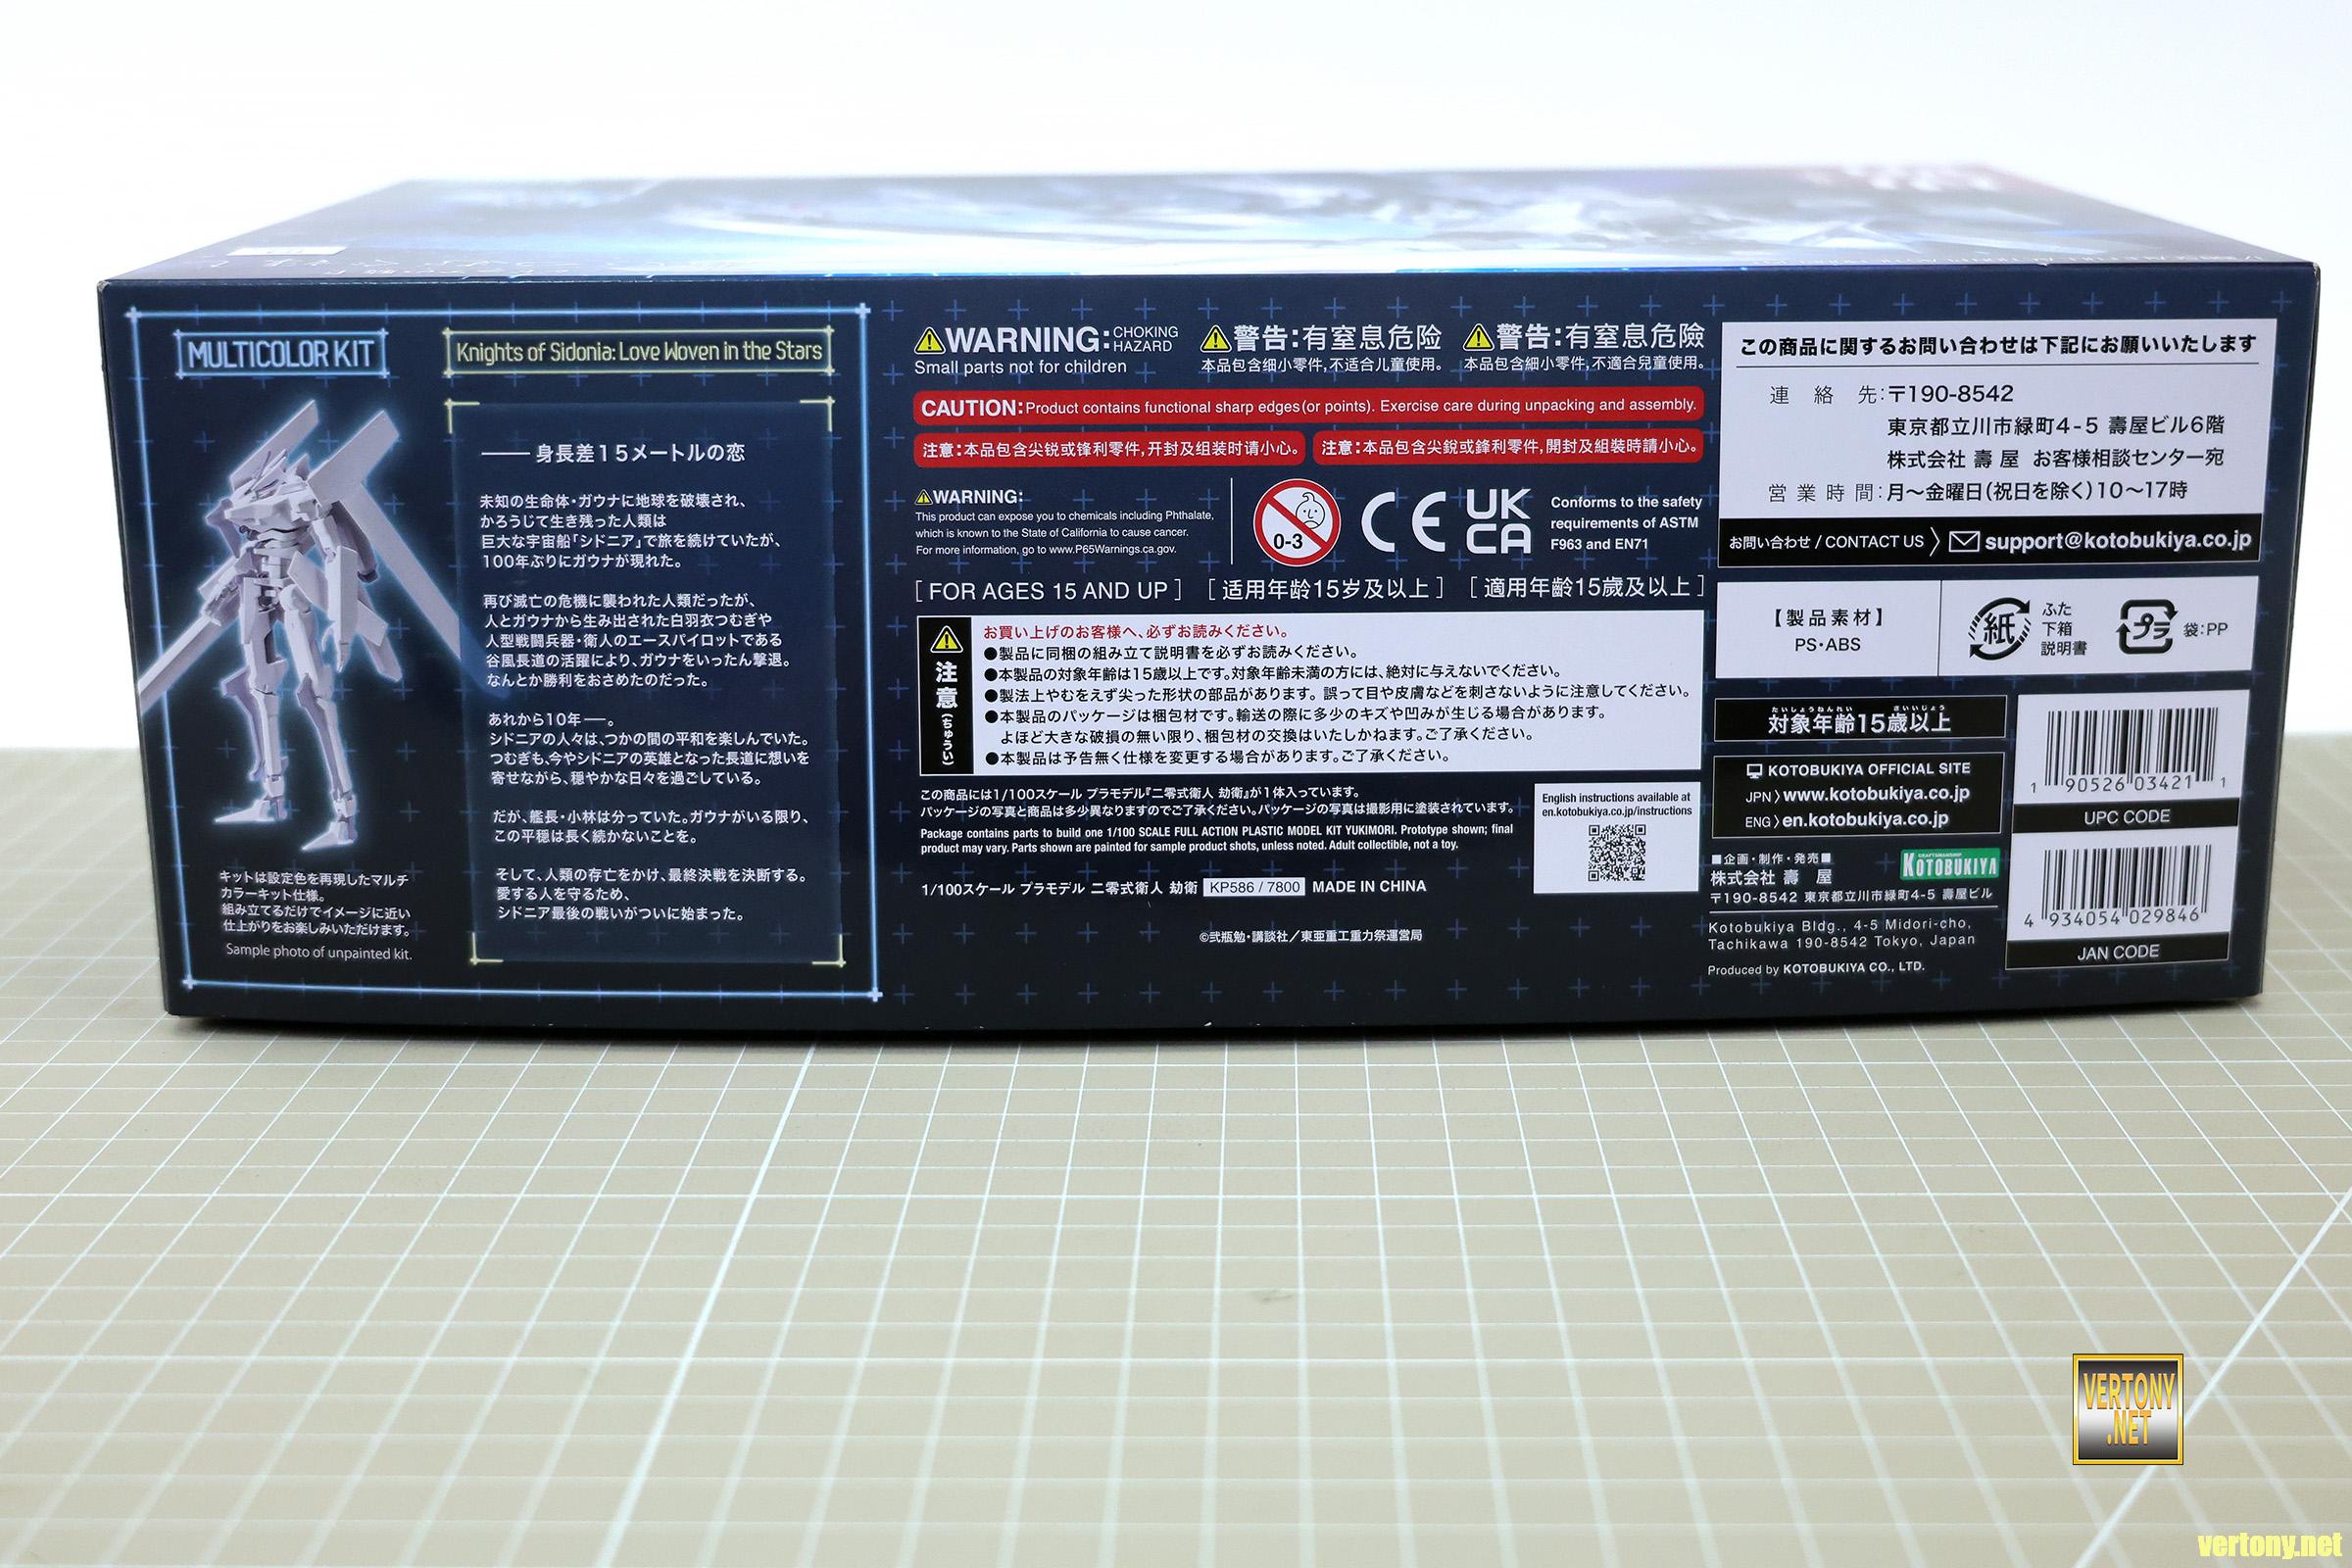 MULTICOLOR KIT
Knights of Sidonia: Love Woven in the Stars
――身長差15メートルの恋
未知の生命体・ガウナに地球を破壊され、
かろうじて生き残った人類は
巨大な宇宙船「シドニア」で旅を続けていたが、
100年ぶりにガウナが現れた。
再び滅亡の危機に襲われた人類だったが、
人とガウナから生み出された白羽衣つむぎや
人型戦闘兵器・衛人のエースパイロットである
谷風長道の活躍により、ガウナをいったん撃退。
なんとか勝利をおさめたのだった。
あれから10年―。
シドニアの人々は、つかの間の平和を楽しんでいた。
つむぎも、今やシドニアの英雄となった長道に想いを
寄せながら、穏やかな日々を過ごしている。
だが、艦長・小林は分っていた。ガウナがいる限り、
この平穏は長く続かないことを。
そして、人類の存亡をかけ、最終決戦を決断する。
愛する人を守るため、
シドニア最後の戦いがついに始まった。
キットは設定色を再現したマルチ
カラーキット仕様。
組み立てるだけでイメージに近い
仕上がりをお楽しみいただけます。
Sample photo of unpainted kit.
WARNING: CHOKING HAZARD
Small parts not for children
警告:有窒息危险
本品包含细小零件,不适合儿童使用。
警告:有窒息危險
本品包含細小零件,不適合兒童使用。
CAUTION: Product contains functional sharp edges (or points). Exercise care during unpacking and assembly.
注意:本品包含尖锐或锋利零件,开封及组装时请小心。
注意:本品包含尖銳或鋒利零件,開封及組裝時請小心。
WARNING:
This product can expose you to chemicals including Phthalate,
which is known to the State of California to cause cancer.
For more information, go to www.P65Warnings.ca.gov.
0-3
CE
UK
CA
Conforms to the safety
requirements of ASTM
F963 and EN71
[ FOR AGES 15 AND UP ] [ 适用年龄15岁及以上 ] [ 適用年齡15歲及以上 ]
注意(ちゅうい)
お買い上げのお客様へ、必ずお読みください。
●製品に同梱の組み立て説明書を必ずお読みください。
●本製品の対象年齢は15歳以上です。対象年齢未満の方には、絶対に与えないでください。
●製法上やむをえず尖った形状の部品があります。誤って目や皮膚などを刺さないように注意してください。
●本製品のパッケージは梱包材です。輸送の際に多少のキズや凹みが生じる場合があります。
よほど大きな破損の無い限り、梱包材の交換はいたしかねます。ご了承ください。
●本製品は予告無く仕様を変更する場合があります。ご了承ください。
この商品には1/100スケール プラモデル『二零式衛人 劫衛』が1体入っています。
パッケージの写真と商品は多少異なりますのでご了承ください。パッケージの写真は撮影用に塗装されています。
Package contains parts to build one 1/100 SCALE FULL ACTION PLASTIC MODEL KIT YUKIMORI. Prototype shown; final
product may vary. Parts shown are painted for sample product shots, unless noted. Adult collectible, not a toy.
1/100スケール プラモデル 二零式衛人 劫衛 KP586 / 7800 MADE IN CHINA
©弐瓶勉・講談社／東亜重工重力祭運営局
English instructions available at
en.kotobukiya.co.jp/instructions
この商品に関するお問い合わせは下記にお願いいたします
連絡先:〒190-8542
東京都立川市緑町4-5 壽屋ビル6階
株式会社 壽屋 お客様相談センター宛
営業時間:月〜金曜日(祝日を除く)10〜17時
お問い合わせ / CONTACT US 〉 support@kotobukiya.co.jp
【製品素材】
PS・ABS
紙
ふた
下箱
説明書
プラ
袋:PP
たいしょうねんれい さいいじょう
対象年齢15歳以上
KOTOBUKIYA OFFICIAL SITE
JPN 〉www.kotobukiya.co.jp
ENG 〉en.kotobukiya.co.jp
■企画・制作・発売■
株式会社 壽 屋
CRAFTSMANSHIP
KOTOBUKIYA
〒190-8542 東京都立川市緑町4-5 壽屋ビル
Kotobukiya Bldg., 4-5 Midori-cho,
Tachikawa 190-8542 Tokyo, Japan
Produced by KOTOBUKIYA CO., LTD.
1 90526 03421 1
UPC CODE
4 934054 029846
JAN CODE
VERTONY
.NET
vertony.net